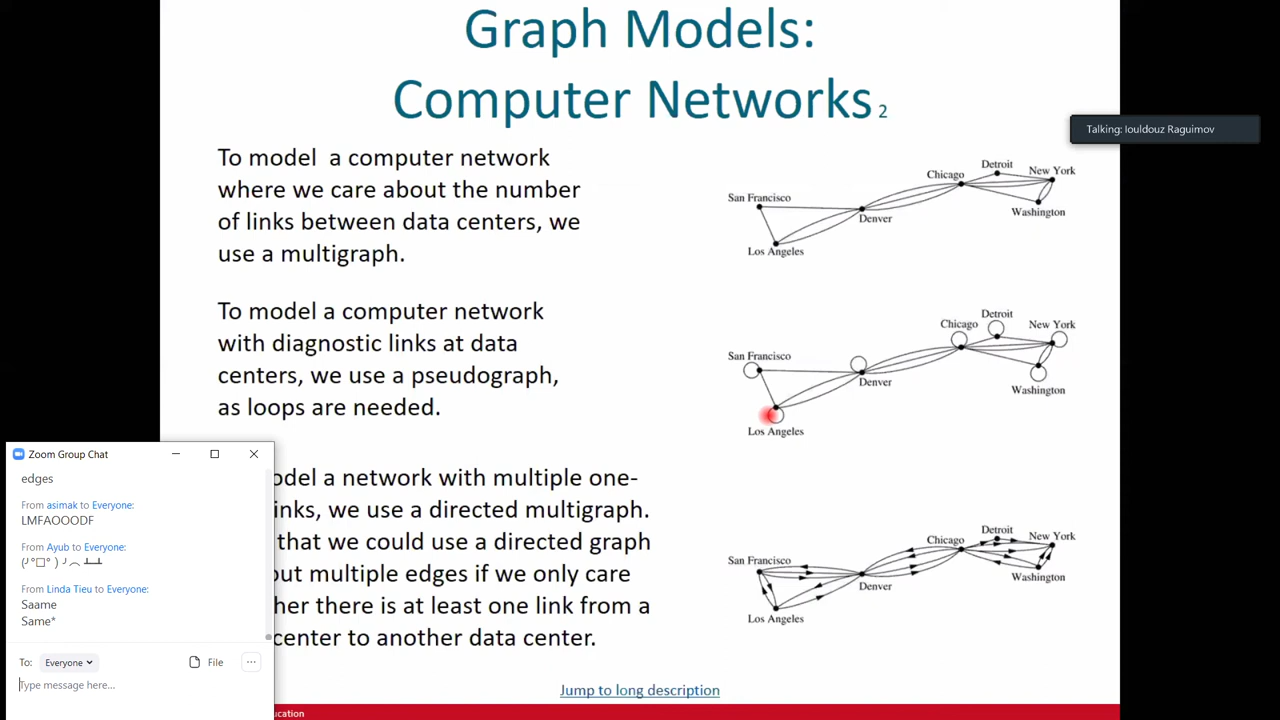 Graph Models:
Computer Networks 2
Talking: Iouldouz Raguimov
To model a computer network
where we care about the number
of links between data centers, we
use a multigraph.
San Francisco
Los Angeles
Denver
Chicago
Detroit
New York
Washington
To model a computer network
with diagnostic links at data
centers, we use a pseudograph,
as loops are needed.
San Francisco
Los Angeles
Denver
Chicago
Detroit
New York
Washington
odel a network with multiple one-
inks, we use a directed multigraph.
that we could use a directed graph
out multiple edges if we only care
her there is at least one link from a
center to another data center.
San Francisco
Los Angeles
Denver
Chicago
Detroit
New York
Washington
Jump to long description
ucation
Zoom Group Chat
edges
From asimak to Everyone:
LMFAOOODF
From Ayub to Everyone:
(╯°□° )╯︵ ┻┻
From Linda Tieu to Everyone:
Saame
Same*
To: Everyone File ...
Type message here...